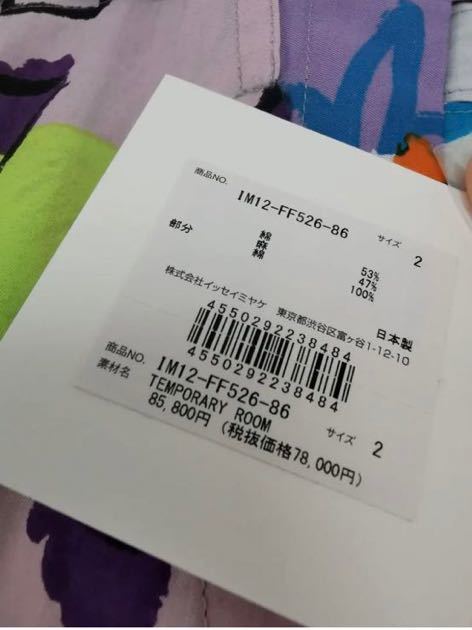 商品NO. IM12-FF526-86 サイズ 2
綿 53%
麻 47%
部分 綿 100%
日本製
株式会社イッセイミヤケ 東京都渋谷区富ヶ谷1-12-10
4550292238484
4550292238484
商品NO. IM12-FF526-86 サイズ 2
素材名 TEMPORARY ROOM
85,800円 (税抜価格78,000円)